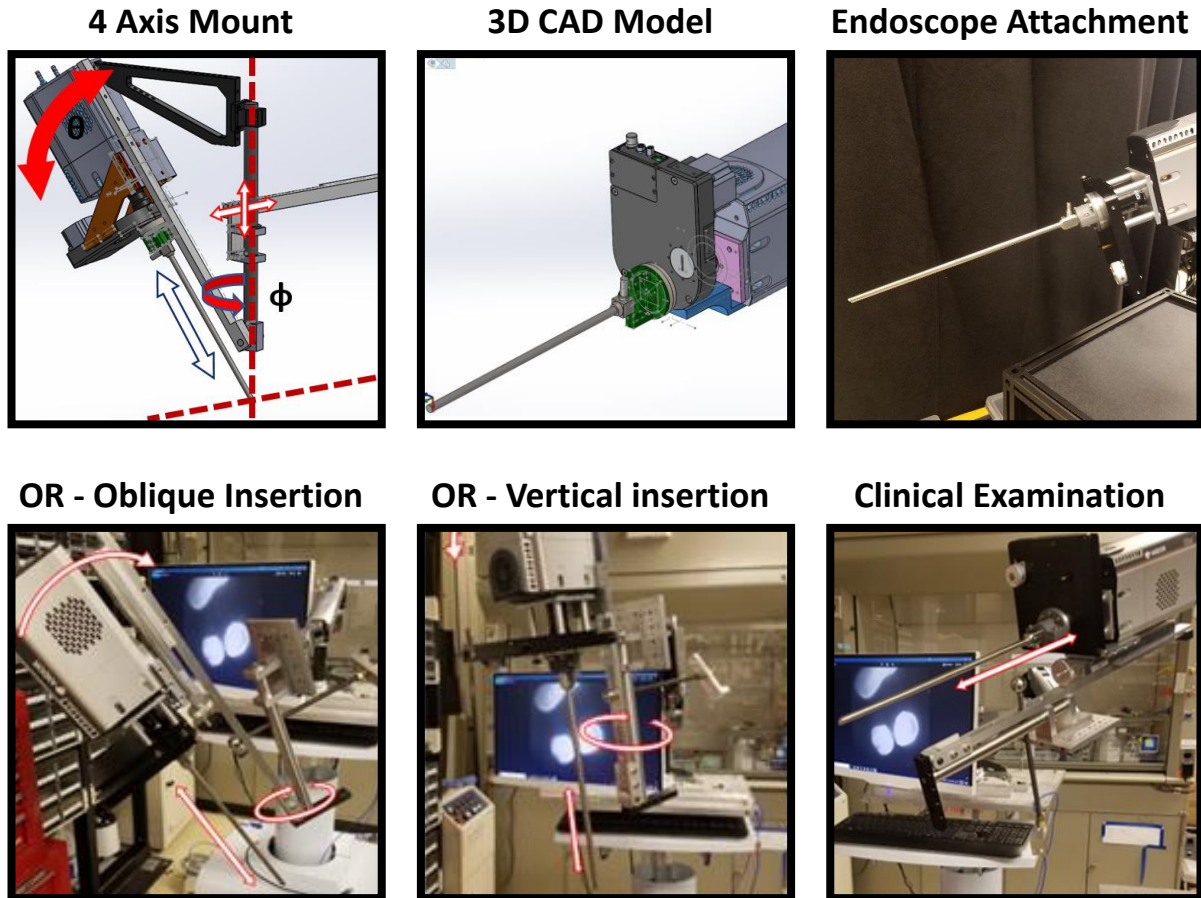 4 Axis Mount
3D CAD Model
Endoscope Attachment
θ
ϕ
OR - Oblique Insertion
OR - Vertical insertion
Clinical Examination